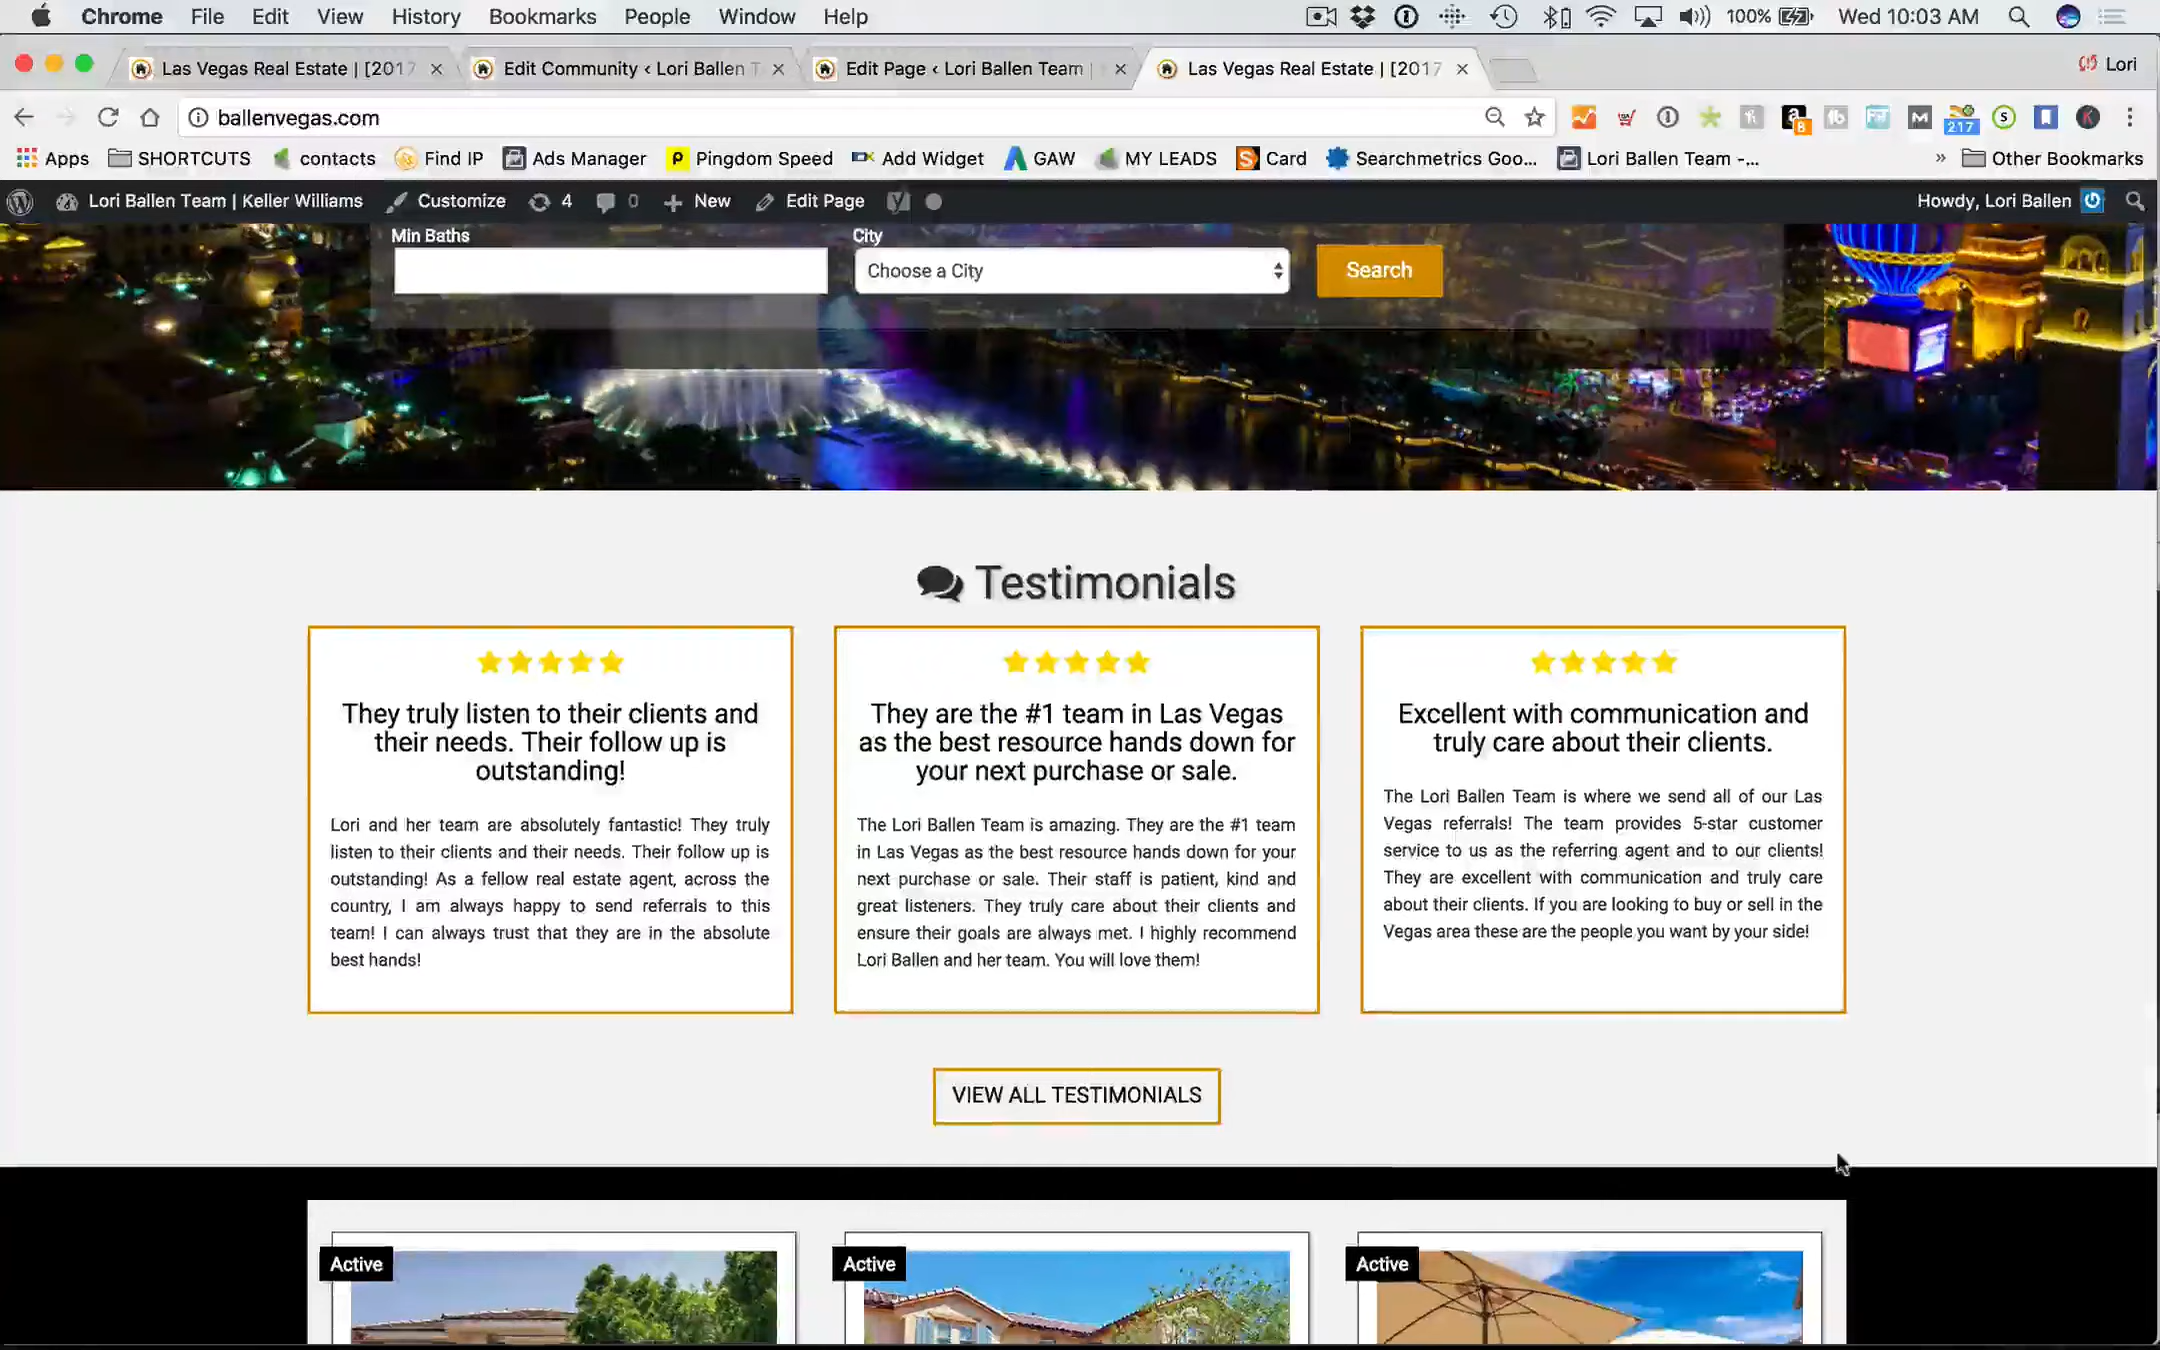 Chrome File Edit View History Bookmarks People Window Help 100% Wed 10:03 AM
Las Vegas Real Estate | [2017 Edit Community ‹ Lori Ballen T Edit Page ‹ Lori Ballen Team | Las Vegas Real Estate | [2017 Lori
ballenvegas.com 217
Apps SHORTCUTS contacts Find IP Ads Manager Pingdom Speed Add Widget GAW MY LEADS Card Searchmetrics Goo... Lori Ballen Team -... » Other Bookmarks
Lori Ballen Team | Keller Williams Customize 4 0 New Edit Page Howdy, Lori Ballen
Min Baths City
Choose a City Search
Testimonials
They truly listen to their clients and
their needs. Their follow up is
outstanding!
Lori and her team are absolutely fantastic! They truly
listen to their clients and their needs. Their follow up is
outstanding! As a fellow real estate agent, across the
country, I am always happy to send referrals to this
team! I can always trust that they are in the absolute
best hands!
They are the #1 team in Las Vegas
as the best resource hands down for
your next purchase or sale.
The Lori Ballen Team is amazing. They are the #1 team
in Las Vegas as the best resource hands down for your
next purchase or sale. Their staff is patient, kind and
great listeners. They truly care about their clients and
ensure their goals are always met. I highly recommend
Lori Ballen and her team. You will love them!
Excellent with communication and
truly care about their clients.
The Lori Ballen Team is where we send all of our Las
Vegas referrals! The team provides 5-star customer
service to us as the referring agent and to our clients!
They are excellent with communication and truly care
about their clients. If you are looking to buy or sell in the
Vegas area these are the people you want by your side!
VIEW ALL TESTIMONIALS
Active Active Active